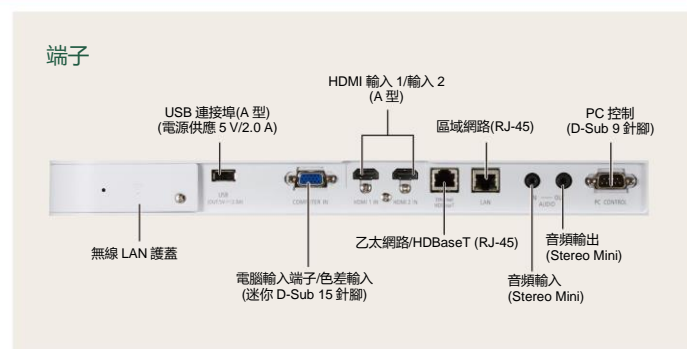 端子
HDMI 輸入 1/輸入 2
(A 型)
USB 連接埠(A 型)
(電源供應 5 V/2.0 A)
區域網路(RJ-45)
PC 控制
(D-Sub 9 針腳)
USB
COMPUTER IN
HDMI 1 IN
HDMI 2 IN
LAN
AUDIO
PC CONTROL
無線 LAN 護蓋
乙太網路/HDBaseT (RJ-45)
音頻輸出
(Stereo Mini)
電腦輸入端子/色差輸入
(迷你 D-Sub 15 針腳)
音頻輸入
(Stereo Mini)